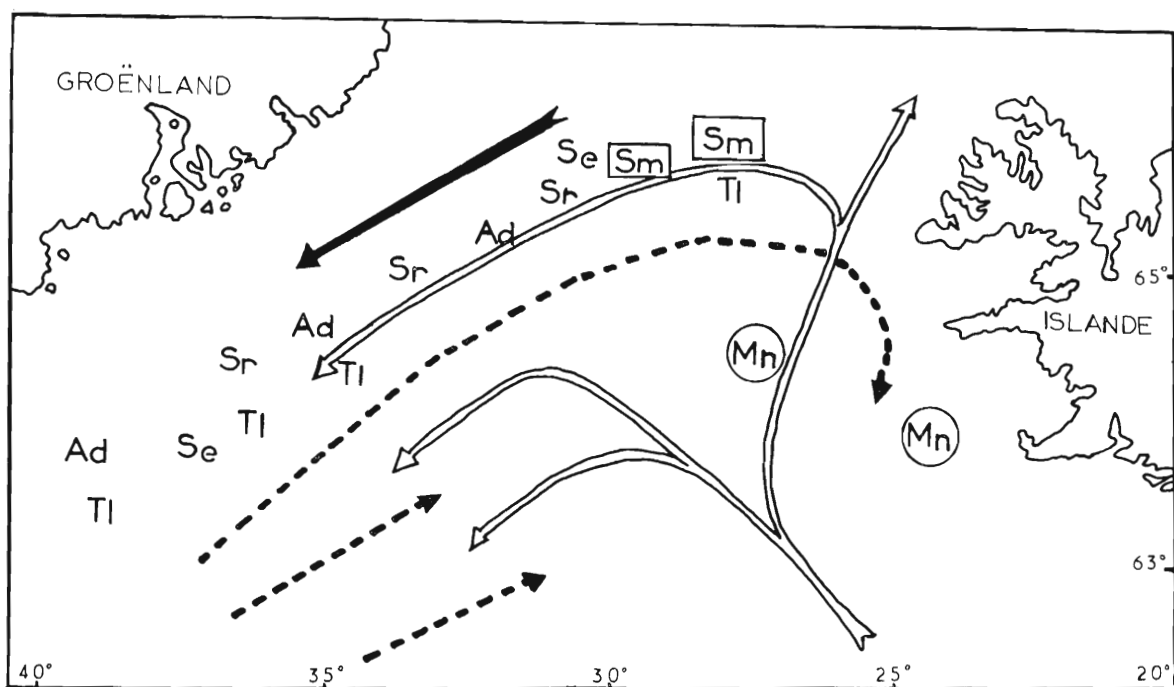 GROËNLAND
Se
Sm
Sm
Sr
Tl
Ad
Sr
65°
Ad
ISLANDE
Sr
Tl
Mn
Tl
Ad
Se
Mn
Tl
63°
40°
35°
30°
25°
20°